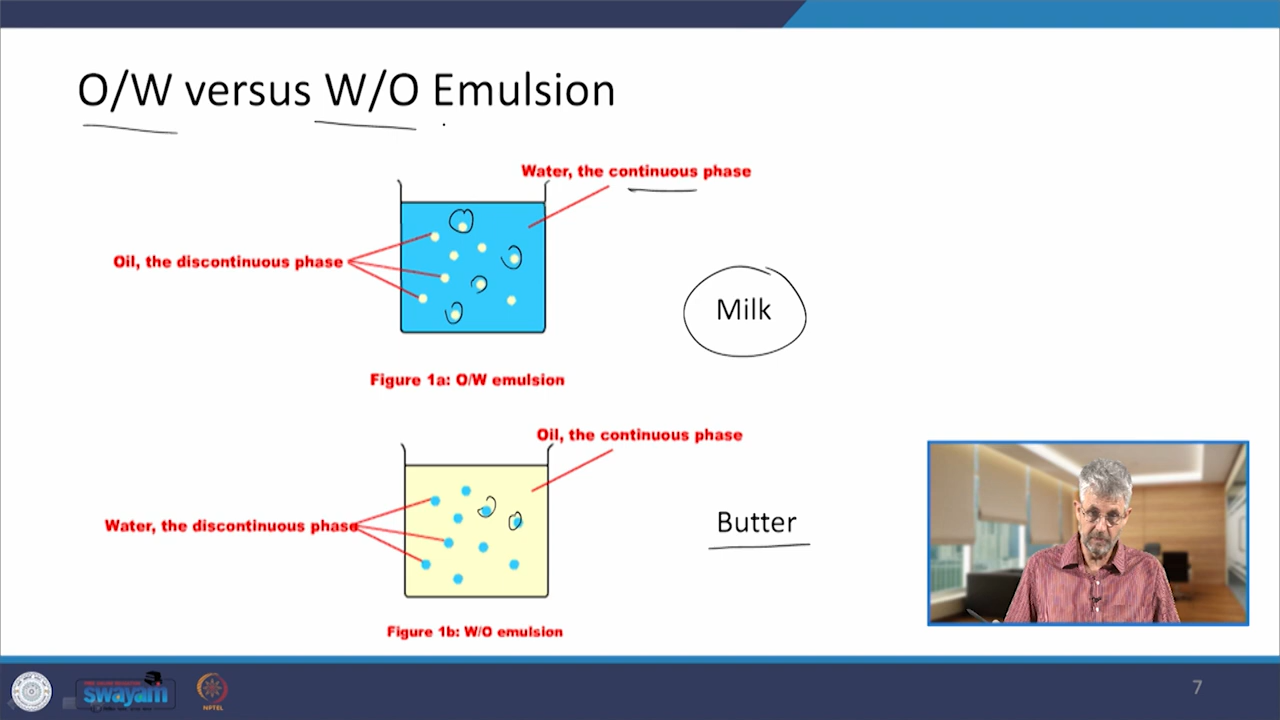 O/W versus W/O Emulsion
Water, the continuous phase
Oil, the discontinuous phase
Milk
Figure 1a: O/W emulsion
Oil, the continuous phase
Water, the discontinuous phase
Butter
Figure 1b: W/O emulsion
swayam
NPTEL
7